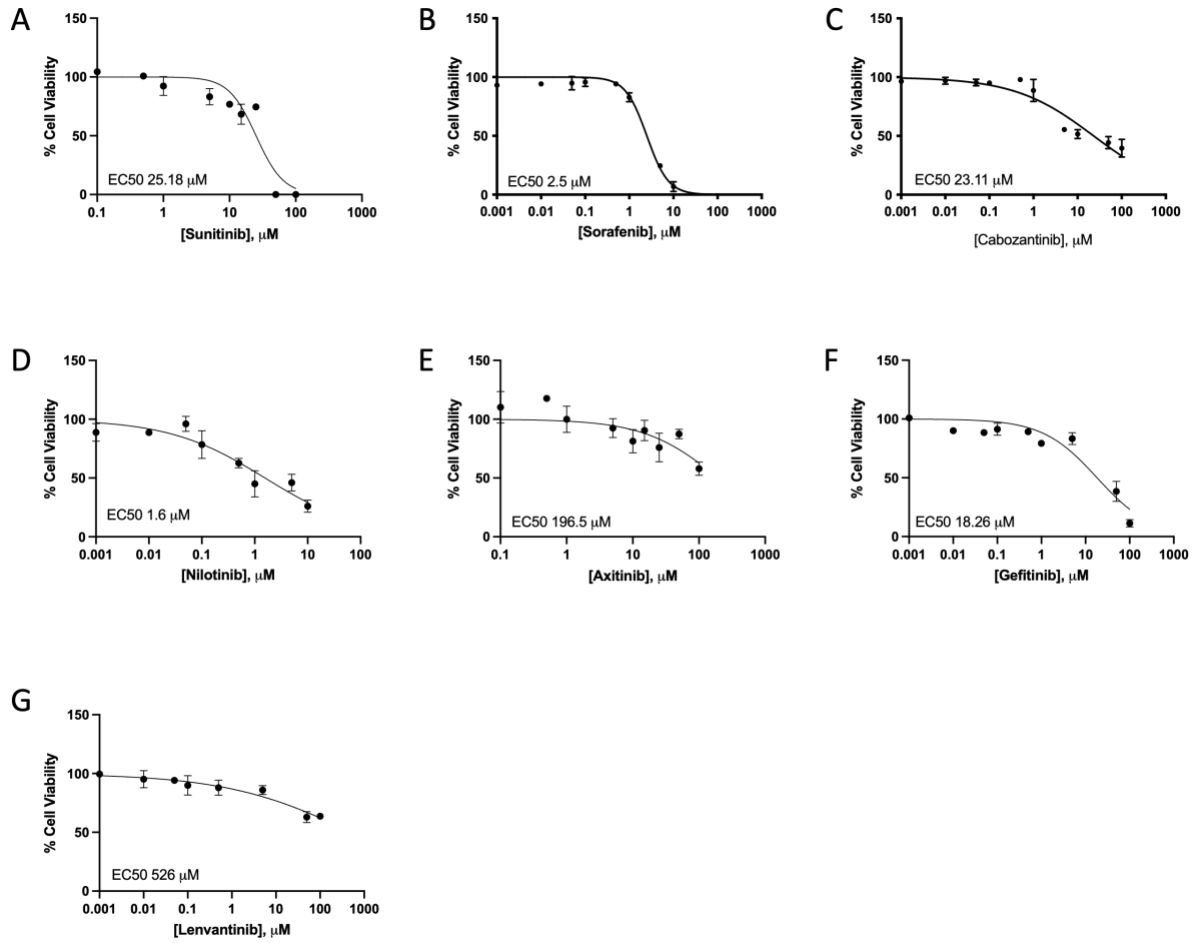 A
150
100
50
0
% Cell Viability
EC50 25.18 μM
0.1 1 10 100 1000
[Sunitinib], μM
B
150
100
50
0
% Cell Viability
EC50 2.5 μM
0.001 0.01 0.1 1 10 100 1000
[Sorafenib], μM
C
150
100
50
0
% Cell Viability
EC50 23.11 μM
0.001 0.01 0.1 1 10 100 1000
[Cabozantinib], μM
D
150
100
50
0
% Cell Viability
EC50 1.6 μM
0.001 0.01 0.1 1 10 100
[Nilotinib], μM
E
150
100
50
0
% Cell Viability
EC50 196.5 μM
0.1 1 10 100 1000
[Axitinib], μM
F
150
100
50
0
% Cell Viability
EC50 18.26 μM
0.001 0.01 0.1 1 10 100 1000
[Gefitinib], μM
G
150
100
50
0
% Cell Viability
EC50 526 μM
0.001 0.01 0.1 1 10 100 1000
[Lenvantinib], μM